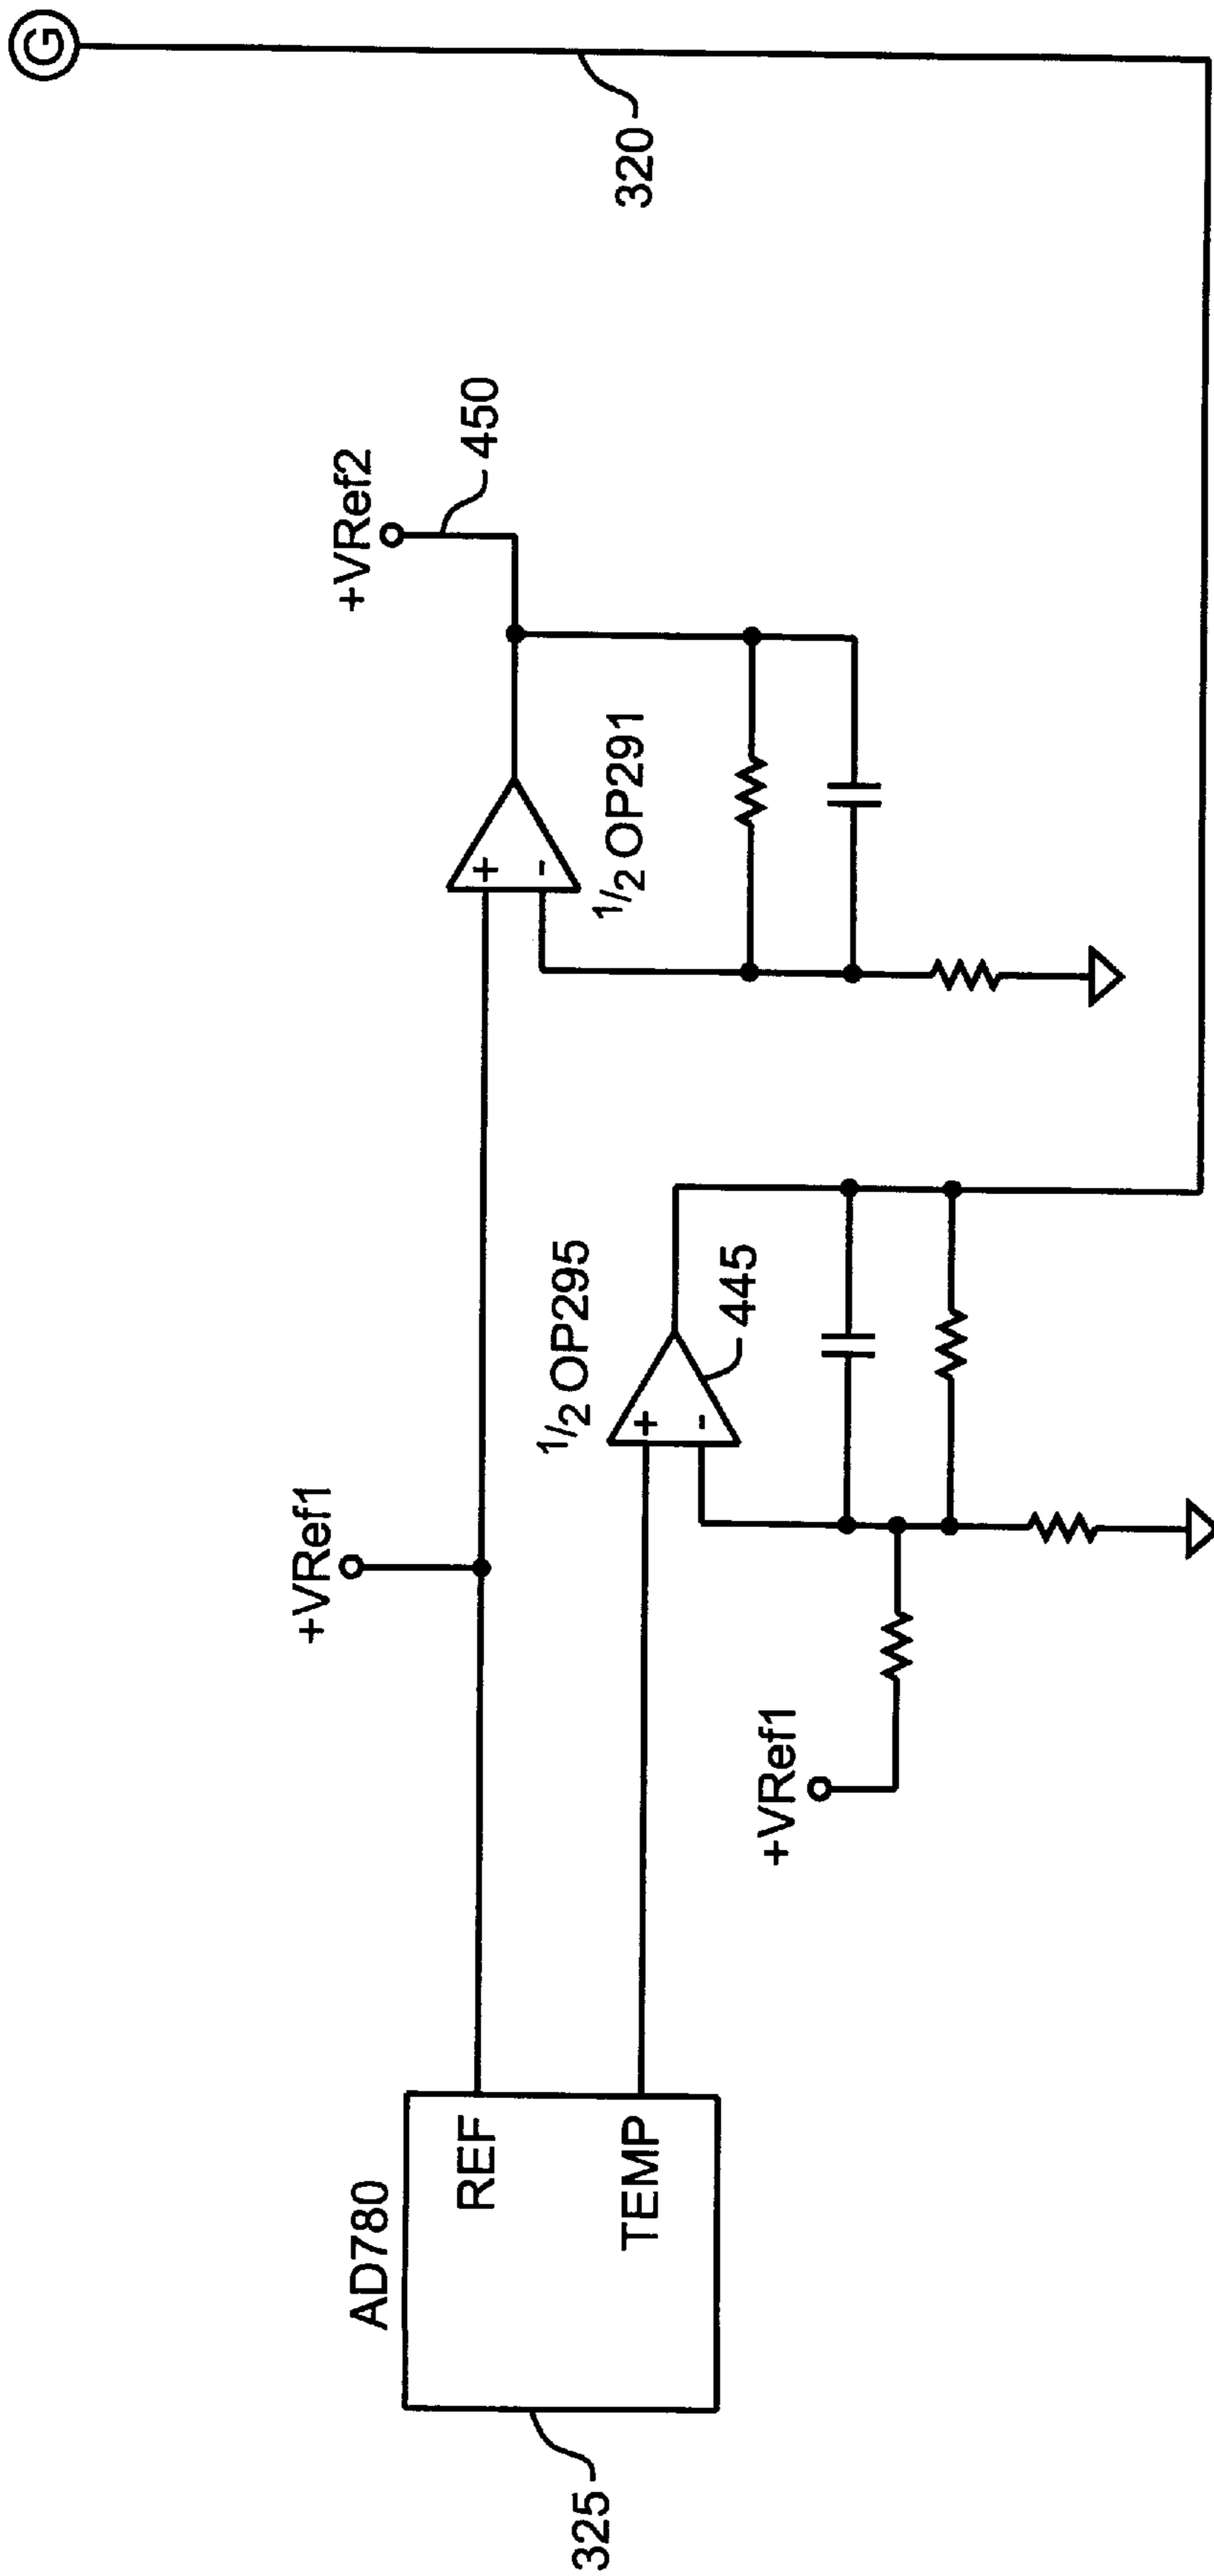 325
AD780
REF
TEMP
+VRef1
+VRef1
1/2 OP295
+
-
445
+
-
1/2 OP291
+VRef2
450
320
G